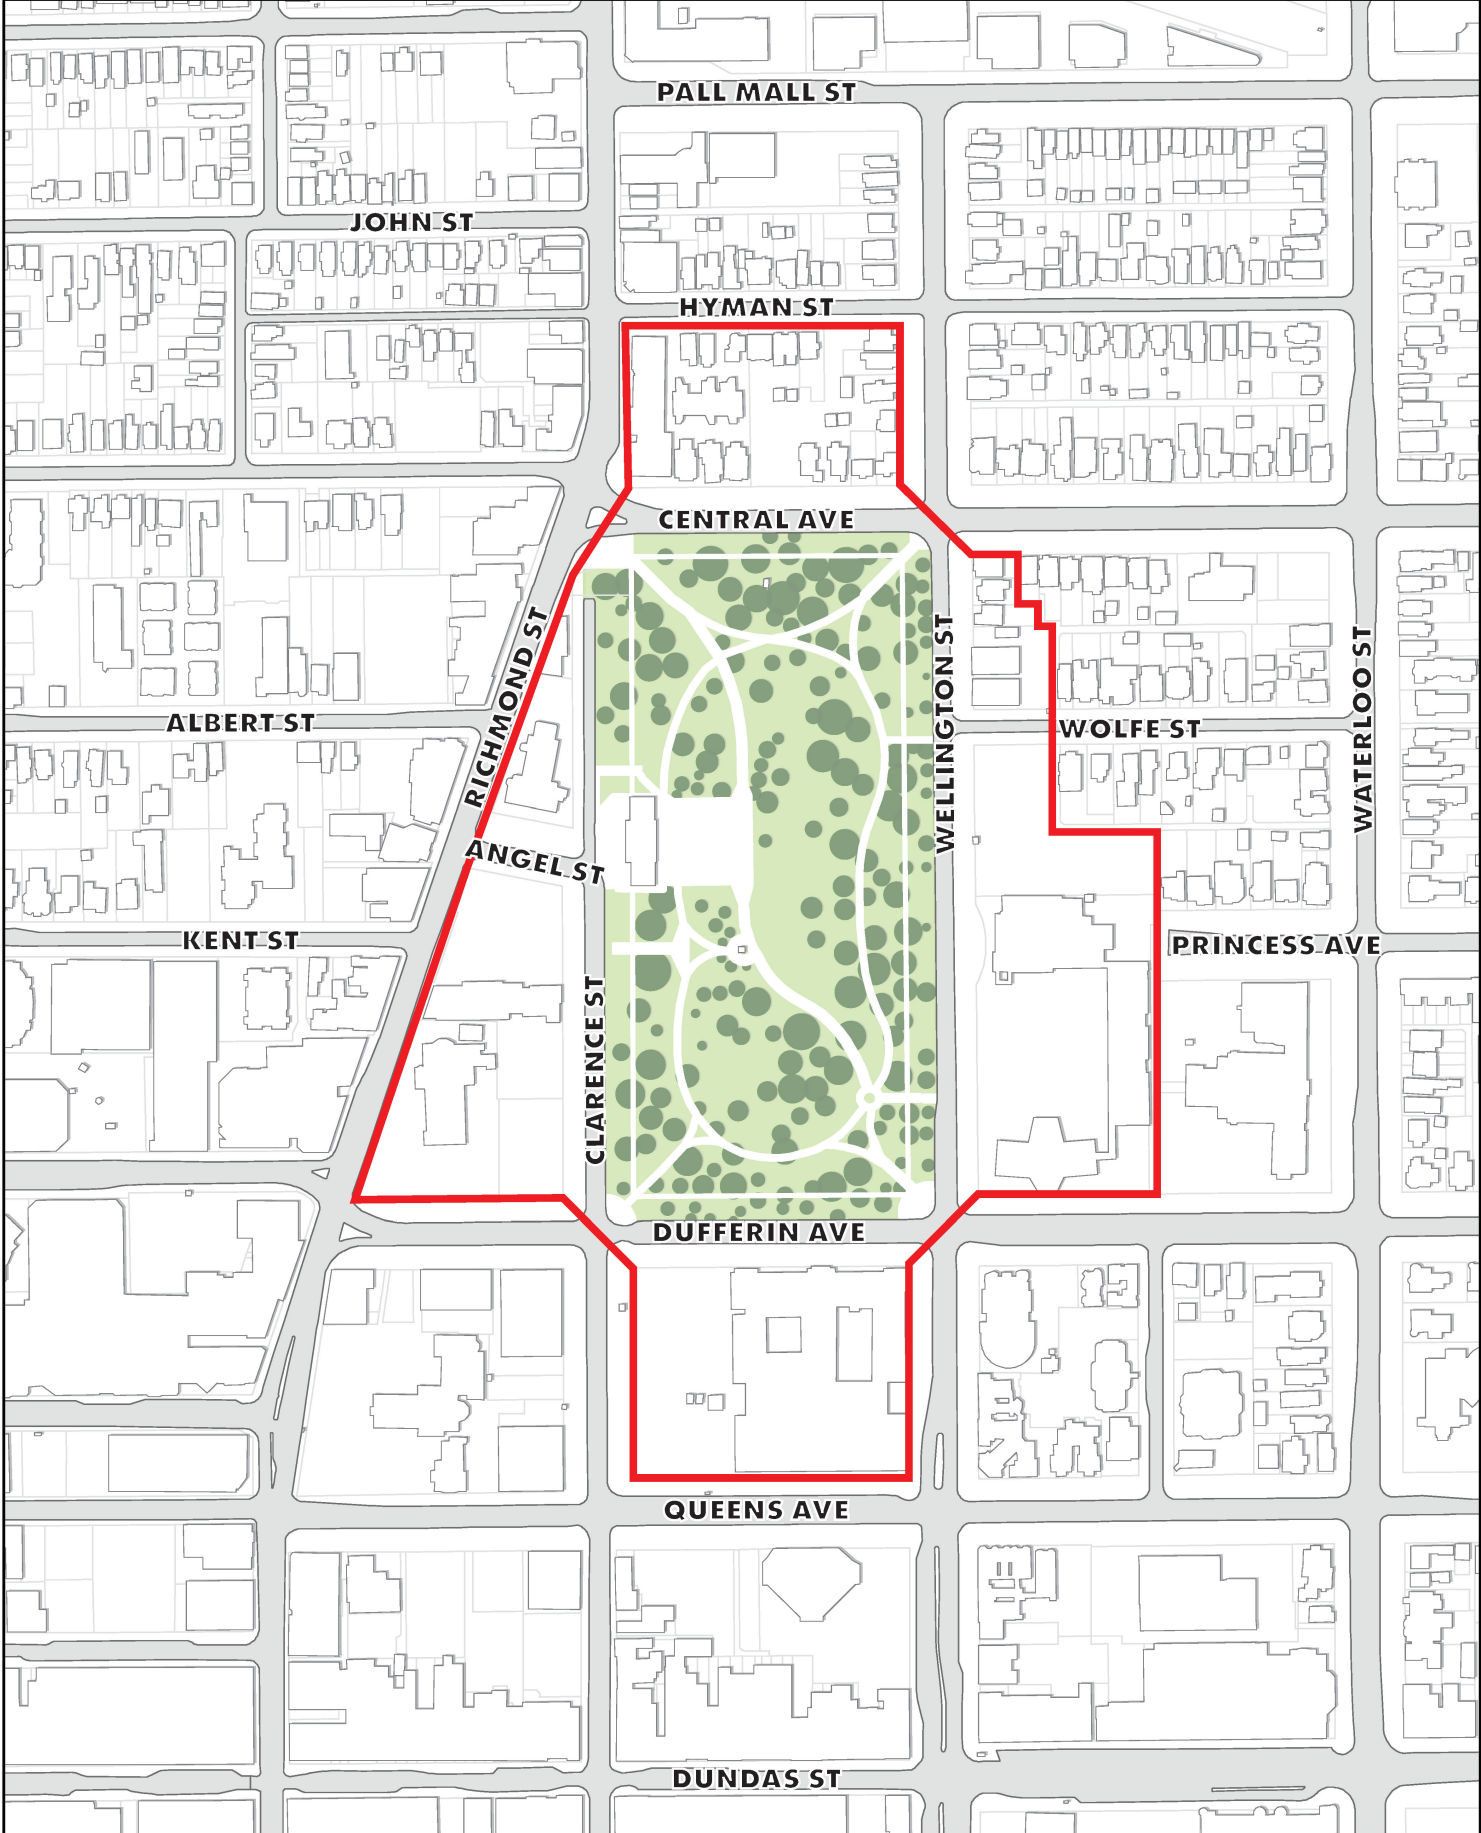 PALL MALL ST
JOHN ST
HYMAN ST
CENTRAL AVE
RICHMOND ST
WELLINGTON ST
WATERLOO ST
ALBERT ST
WOLFE ST
ANGEL ST
KENT ST
PRINCESS AVE
CLARENCE ST
DUFFERIN AVE
QUEENS AVE
DUNDAS ST